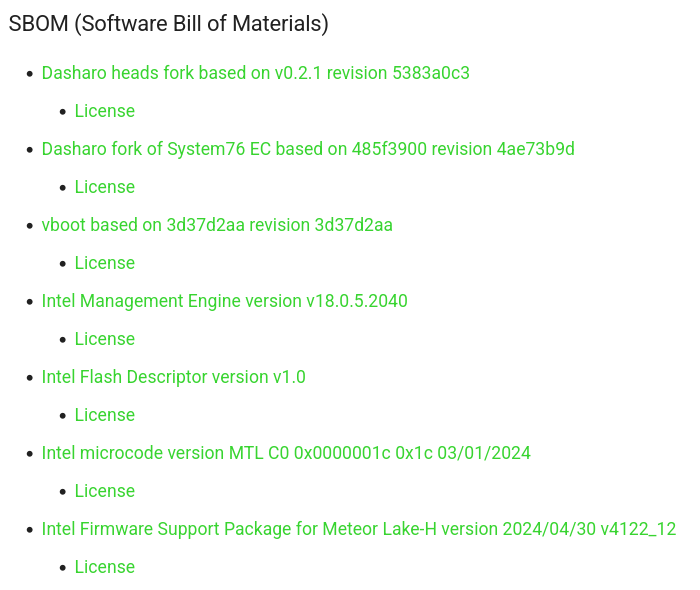 SBOM (Software Bill of Materials)
Dasharo heads fork based on v0.2.1 revision 5383a0c3
License
Dasharo fork of System76 EC based on 485f3900 revision 4ae73b9d
License
vboot based on 3d37d2aa revision 3d37d2aa
License
Intel Management Engine version v18.0.5.2040
License
Intel Flash Descriptor version v1.0
License
Intel microcode version MTL C0 0x0000001c 0x1c 03/01/2024
License
Intel Firmware Support Package for Meteor Lake-H version 2024/04/30 v4122_12
License